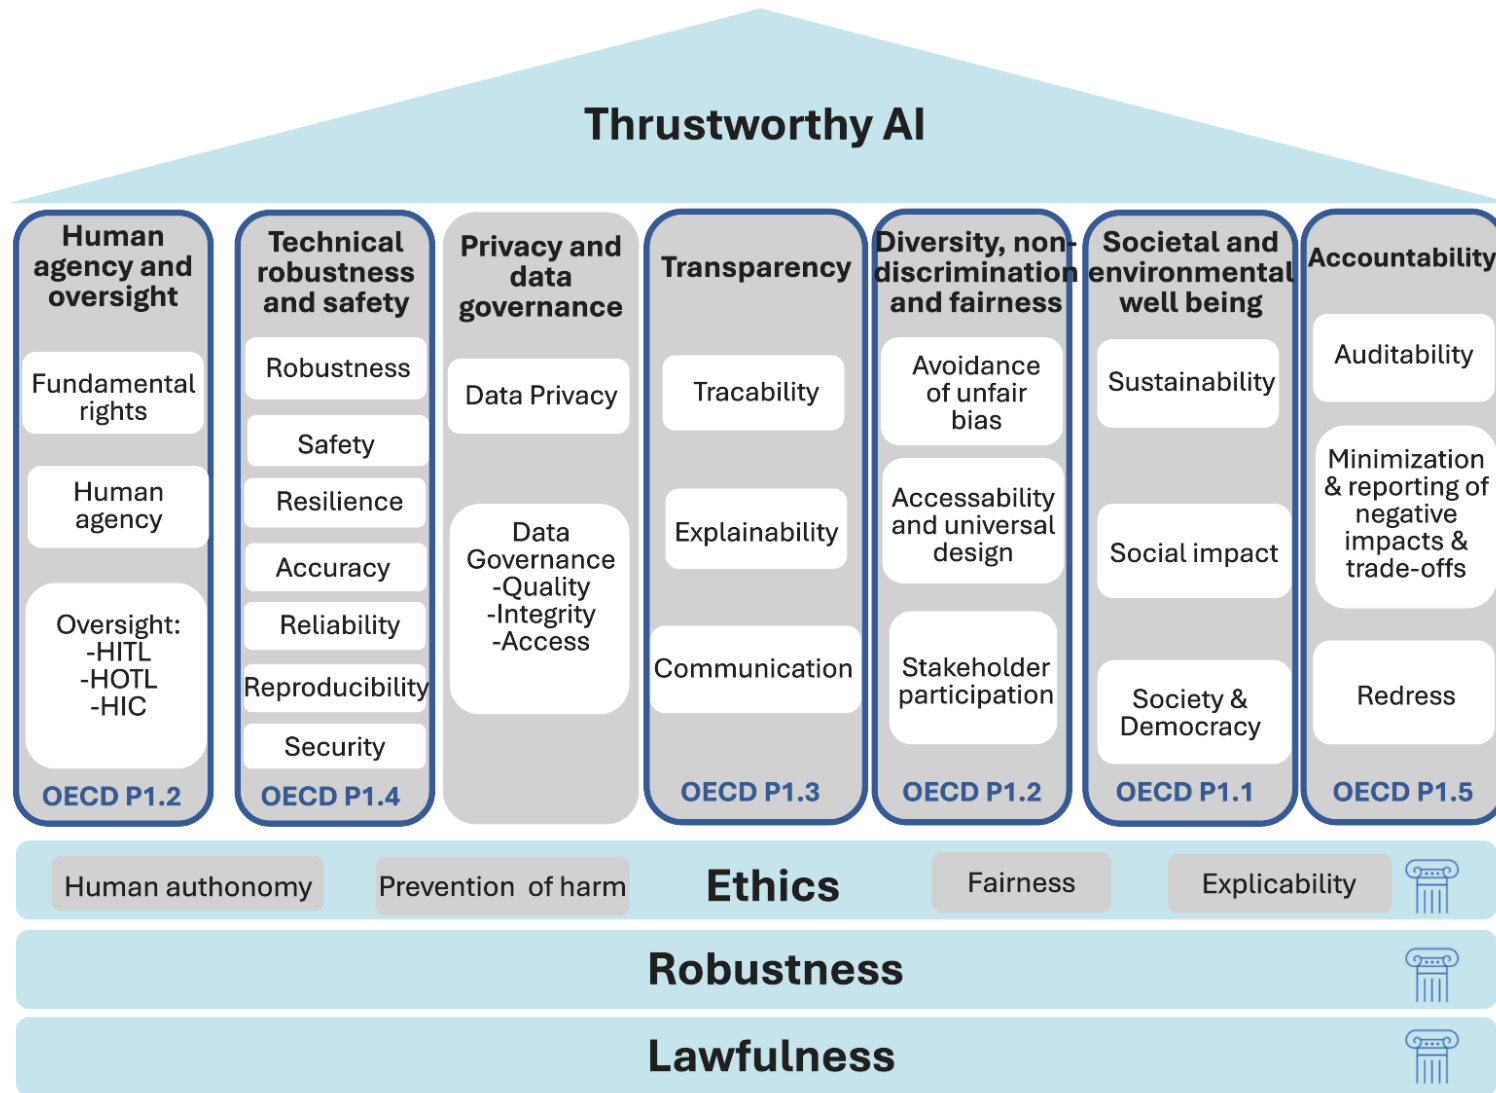 Thrustworthy AI
Human
agency and
oversight
Fundamental
rights
Human
agency
Oversight:
-HITL
-HOTL
-HIC
OECD P1.2
Technical
robustness
and safety
Robustness
Safety
Resilience
Accuracy
Reliability
Reproducibility
Security
OECD P1.4
Privacy and
data
governance
Data Privacy
Data
Governance
-Quality
-Integrity
-Access
Transparency
Tracability
Explainability
Communication
OECD P1.3
Diversity, non-
discrimination
and fairness
Avoidance
of unfair
bias
Accessability
and universal
design
Stakeholder
participation
OECD P1.2
Societal and
environmental
well being
Sustainability
Social impact
Society &
Democracy
OECD P1.1
Accountability
Auditability
Minimization
& reporting of
negative
impacts &
trade-offs
Redress
OECD P1.5
Human authonomy
Prevention of harm
Ethics
Fairness
Explicability
Robustness
Lawfulness